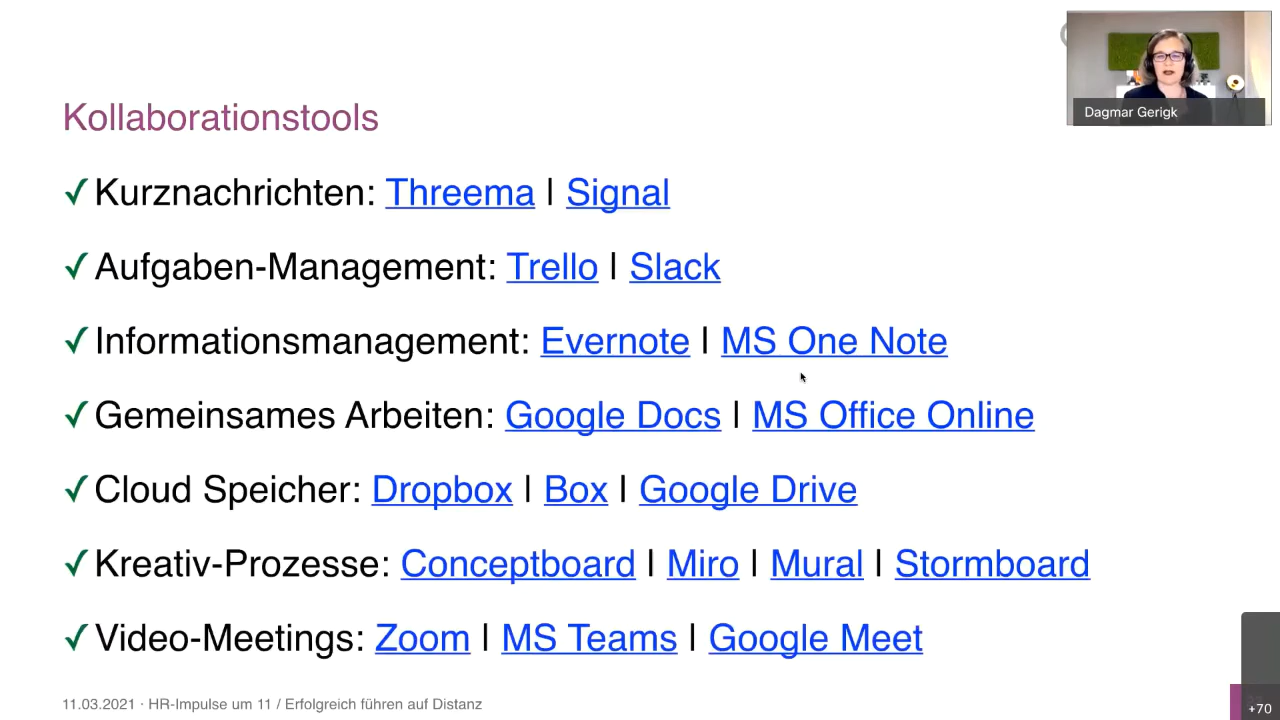 Dagmar Gerigk
Kollaborationstools
✓ Kurznachrichten: Threema | Signal
✓ Aufgaben-Management: Trello | Slack
✓ Informationsmanagement: Evernote | MS One Note
✓ Gemeinsames Arbeiten: Google Docs | MS Office Online
✓ Cloud Speicher: Dropbox | Box | Google Drive
✓ Kreativ-Prozesse: Conceptboard | Miro | Mural | Stormboard
✓ Video-Meetings: Zoom | MS Teams | Google Meet
11.03.2021 · HR-Impulse um 11 / Erfolgreich führen auf Distanz
+70